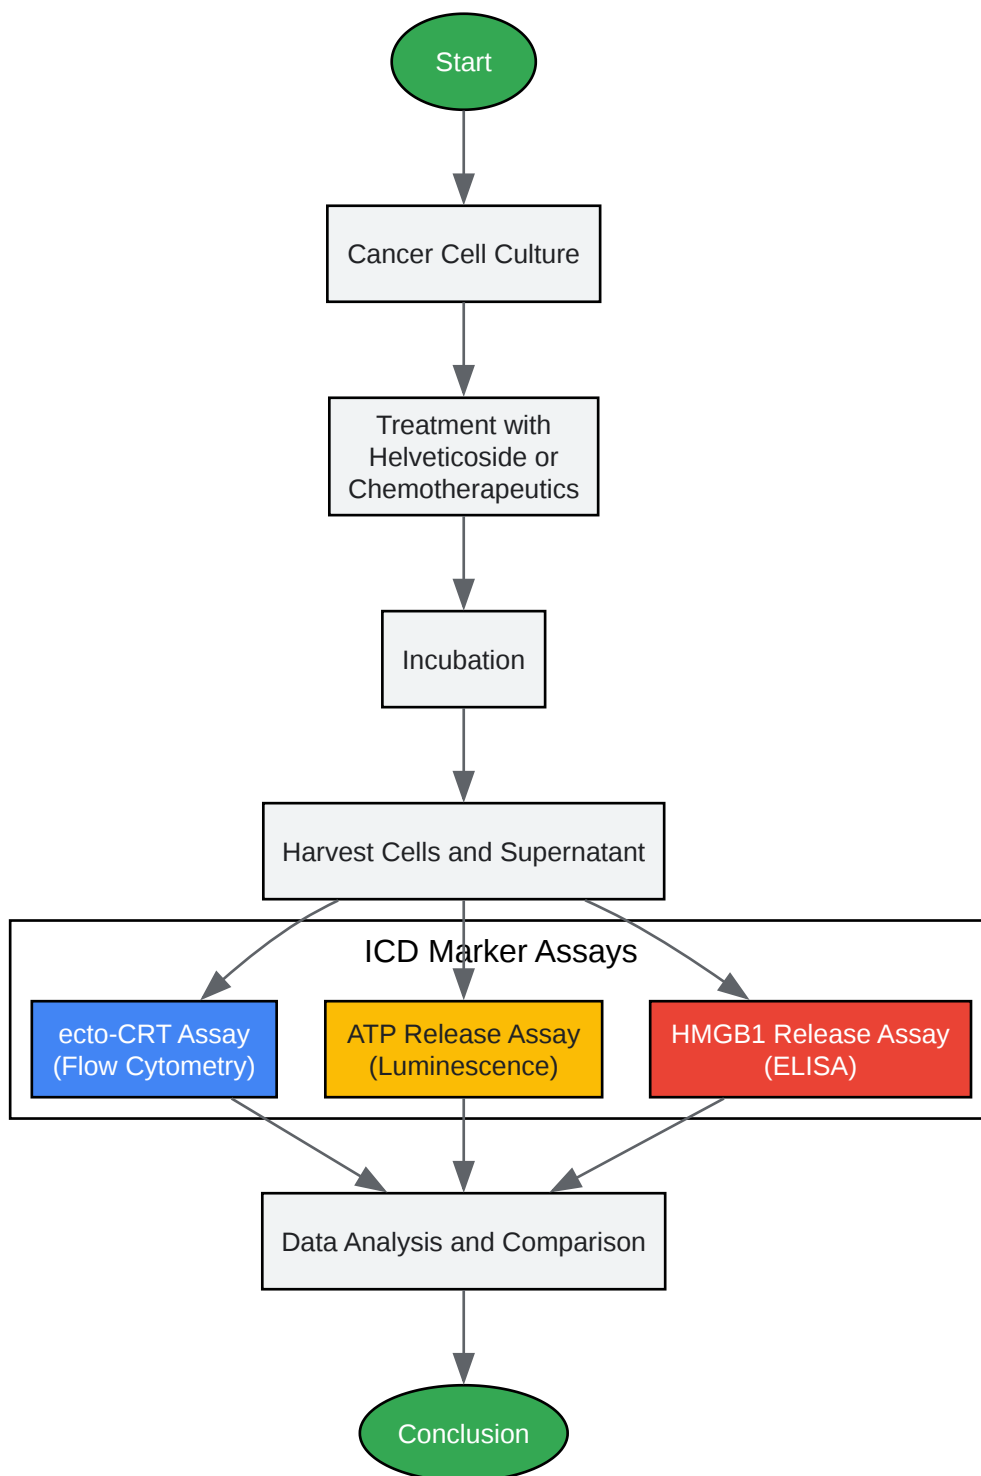 Start
Cancer Cell Culture
Treatment with
Helveticoside or
Chemotherapeutics
Incubation
Harvest Cells and Supernatant
ICD Marker Assays
ecto-CRT Assay
(Flow Cytometry)
ATP Release Assay
(Luminescence)
HMGB1 Release Assay
(ELISA)
Data Analysis and Comparison
Conclusion